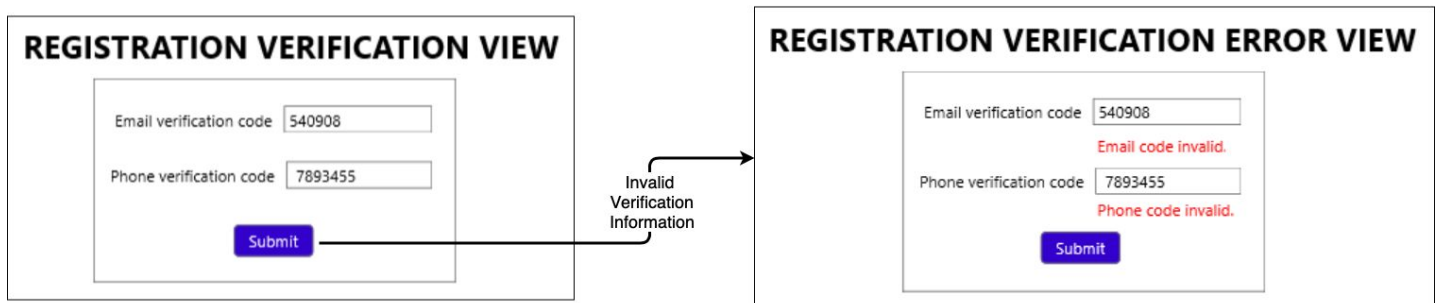 REGISTRATION VERIFICATION VIEW
Email verification code 540908
Phone verification code 7893455
Submit
Invalid
Verification
Information
REGISTRATION VERIFICATION ERROR VIEW
Email verification code 540908
Email code invalid.
Phone verification code 7893455
Phone code invalid.
Submit